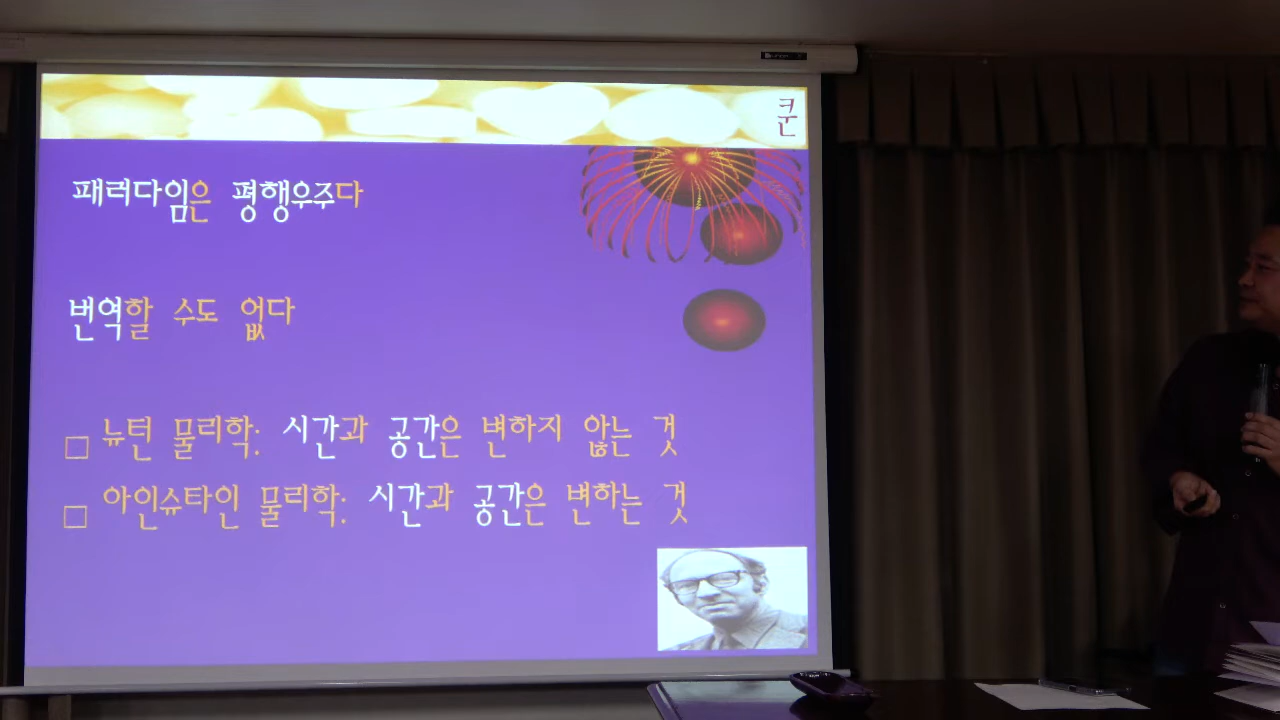 쿤
패러다임은 평행우주다
번역할 수도 없다
□ 뉴턴 물리학: 시간과 공간은 변하지 않는 것
□ 아인슈타인 물리학: 시간과 공간은 변하는 것